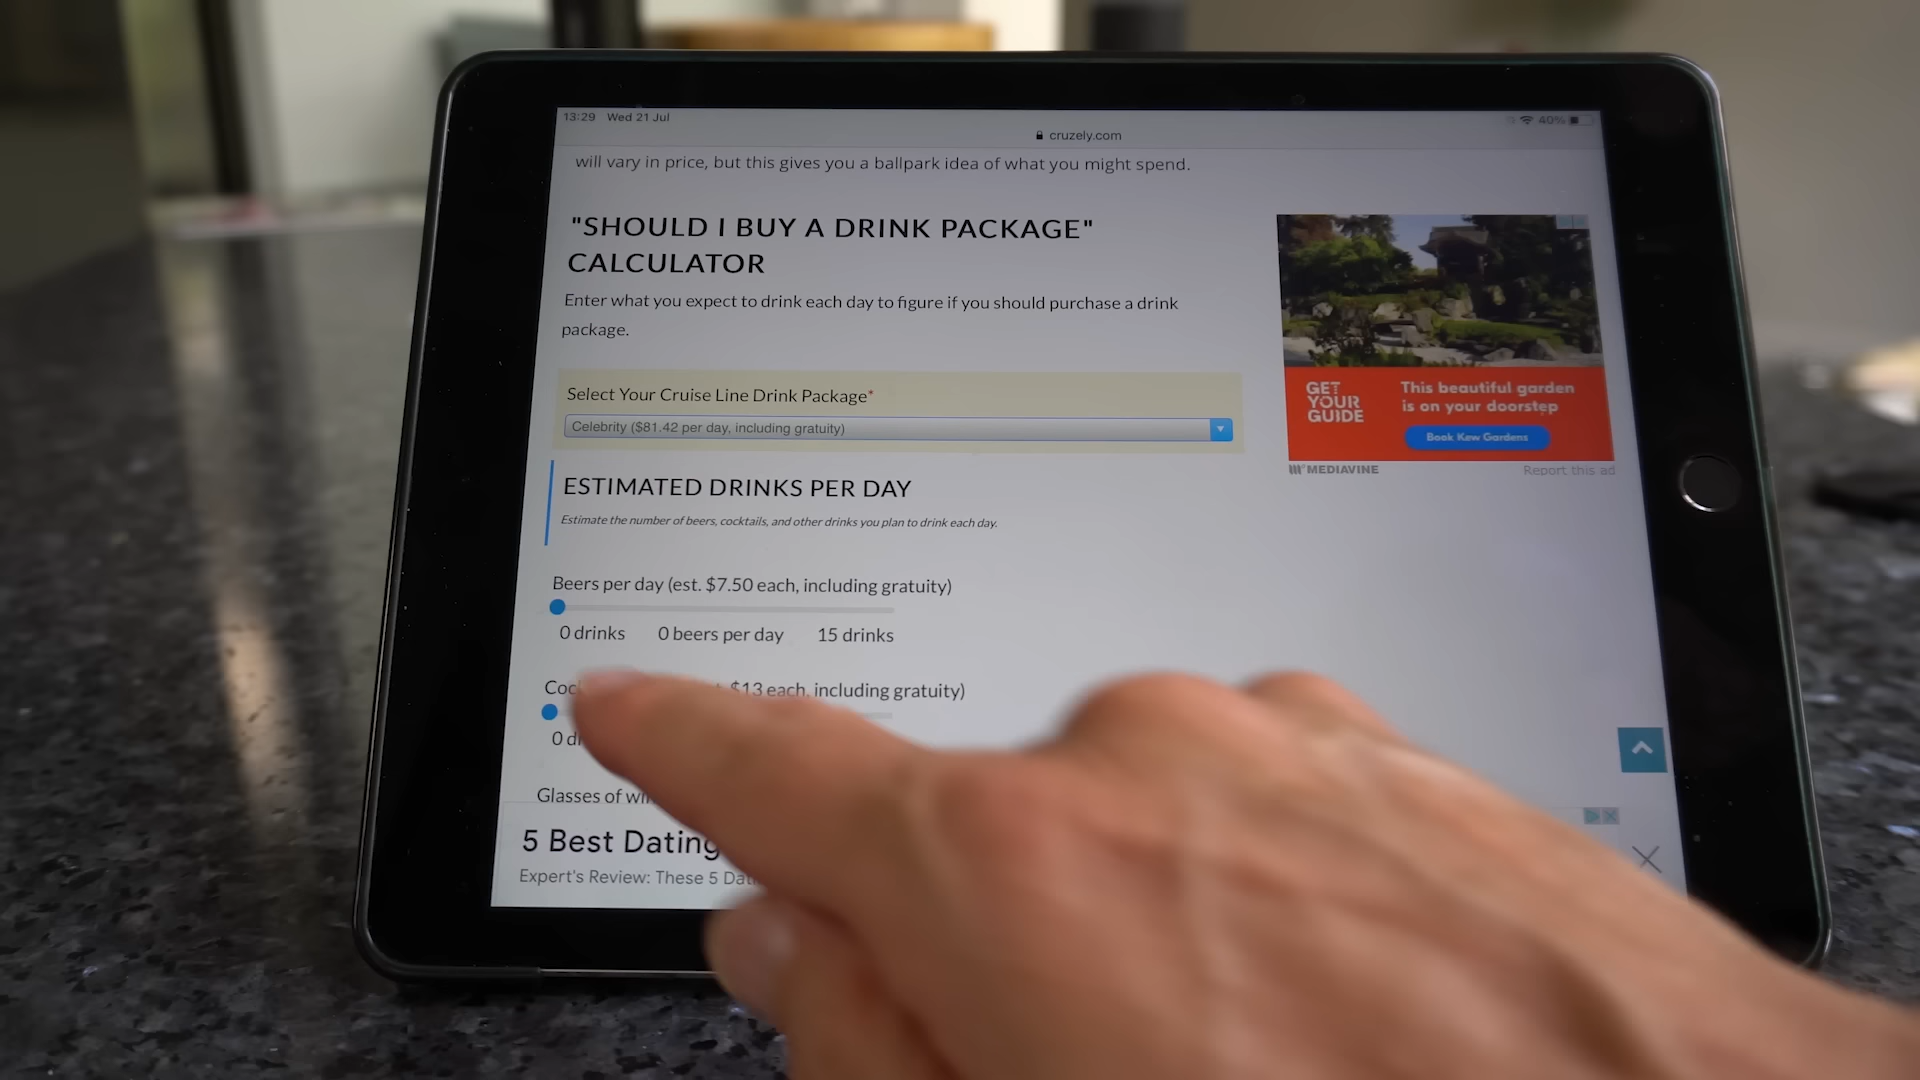 13:29 Wed 21 Jul
40%
cruzely.com
will vary in price, but this gives you a ballpark idea of what you might spend.
"SHOULD I BUY A DRINK PACKAGE"
CALCULATOR
Enter what you expect to drink each day to figure if you should purchase a drink
package.
Select Your Cruise Line Drink Package*
Celebrity ($81.42 per day, including gratuity)
ESTIMATED DRINKS PER DAY
Estimate the number of beers, cocktails, and other drinks you plan to drink each day.
Beers per day (est. $7.50 each, including gratuity)
0 drinks 0 beers per day 15 drinks
$13 each, including gratuity)
0
Glasses of
5 Best Dating
Expert's Review: These 5
GET
YOUR
GUIDE
This beautiful garden
is on your doorstep
Book Kew Gardens
MEDIAVINE
Report this ad